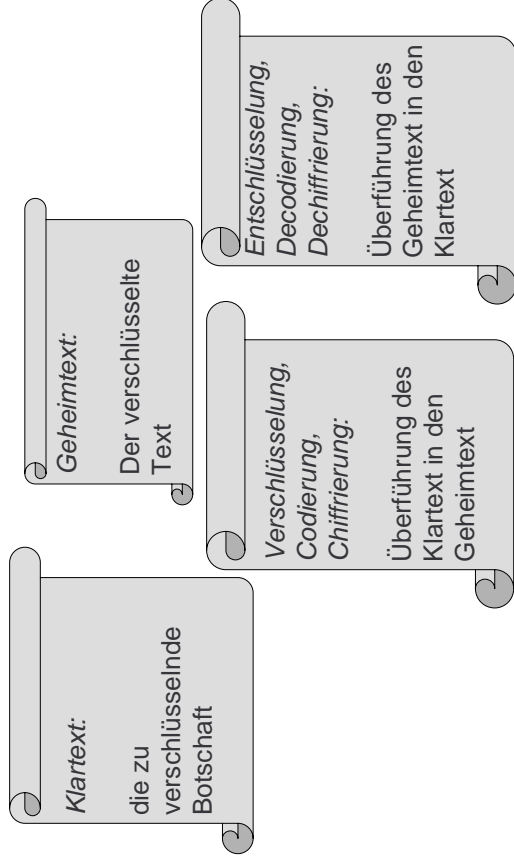 Klartext:
die zu
verschlüsselnde
Botschaft
Geheimtext:
Der verschlüsselte
Text
Verschlüsselung,
Codierung,
Chiffrierung:
Überführung des
Klartext in den
Geheimtext
Entschlüsselung,
Decodierung,
Dechiffrierung:
Überführung des
Geheimtext in den
Klartext